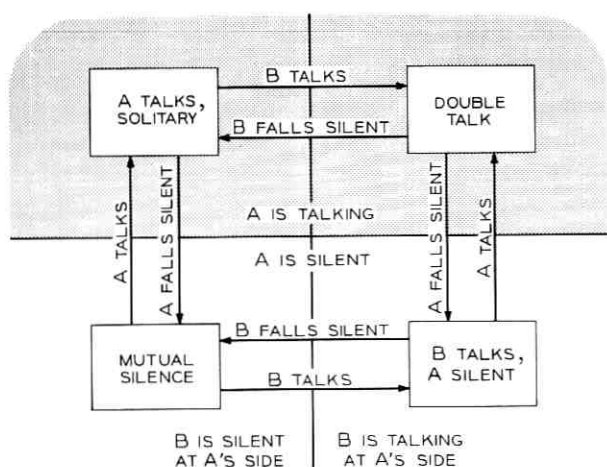 B TALKS
A TALKS,
SOLITARY
DOUBLE
TALK
B FALLS SILENT
A TALKS
A FALLS SILENT
A IS TALKING
A FALLS SILENT
A TALKS
A IS SILENT
B FALLS SILENT
MUTUAL
SILENCE
B TALKS,
A SILENT
B TALKS
B IS SILENT
AT A'S SIDE
B IS TALKING
AT A'S SIDE